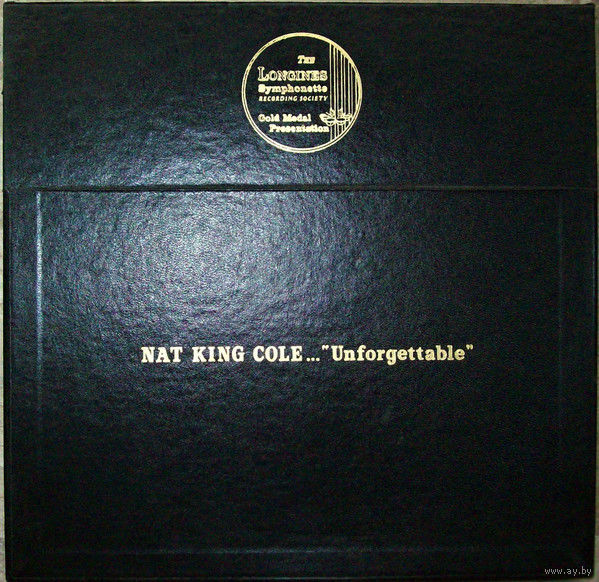 THE
LONGINES
Symphonette
RECORDING SOCIETY
Gold Medal
Presentation
NAT KING COLE..."Unforgettable"
www.ay.by